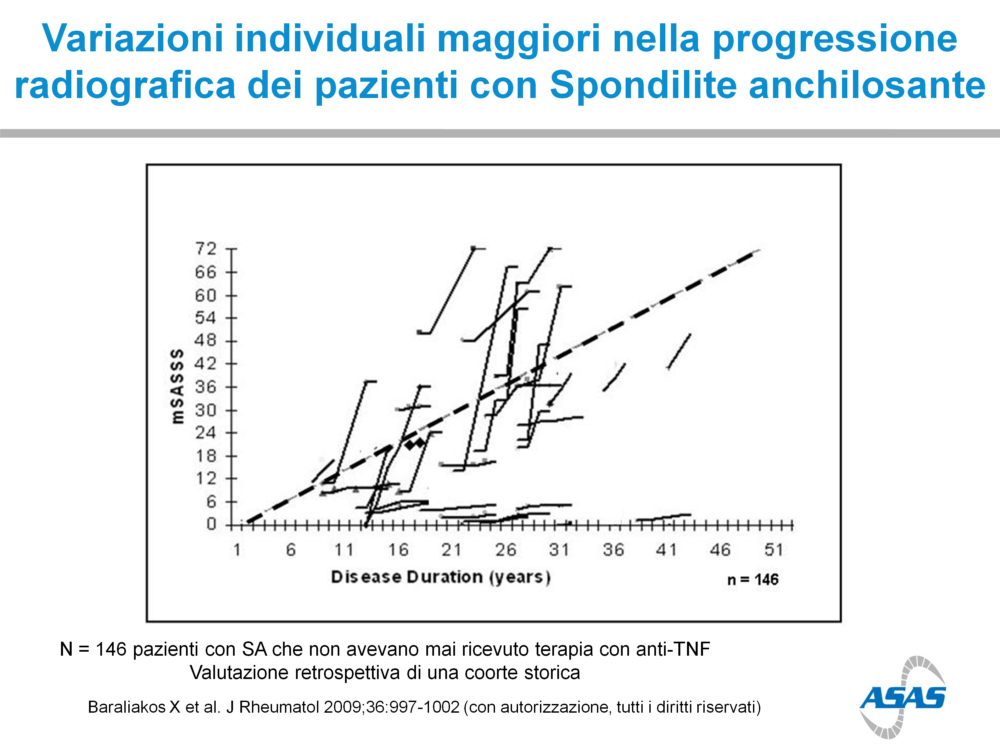 Variazioni individuali maggiori nella progressione
radiografica dei pazienti con Spondilite anchilosante
72
66
60
54
48
42
36
30
24
18
12
6
0
mSASSS
1 6 11 16 21 26 31 36 41 46 51
Disease Duration (years)
n = 146
N = 146 pazienti con SA che non avevano mai ricevuto terapia con anti-TNF
Valutazione retrospettiva di una coorte storica
Baraliakos X et al. J Rheumatol 2009;36:997-1002 (con autorizzazione, tutti i diritti riservati)
ASAS